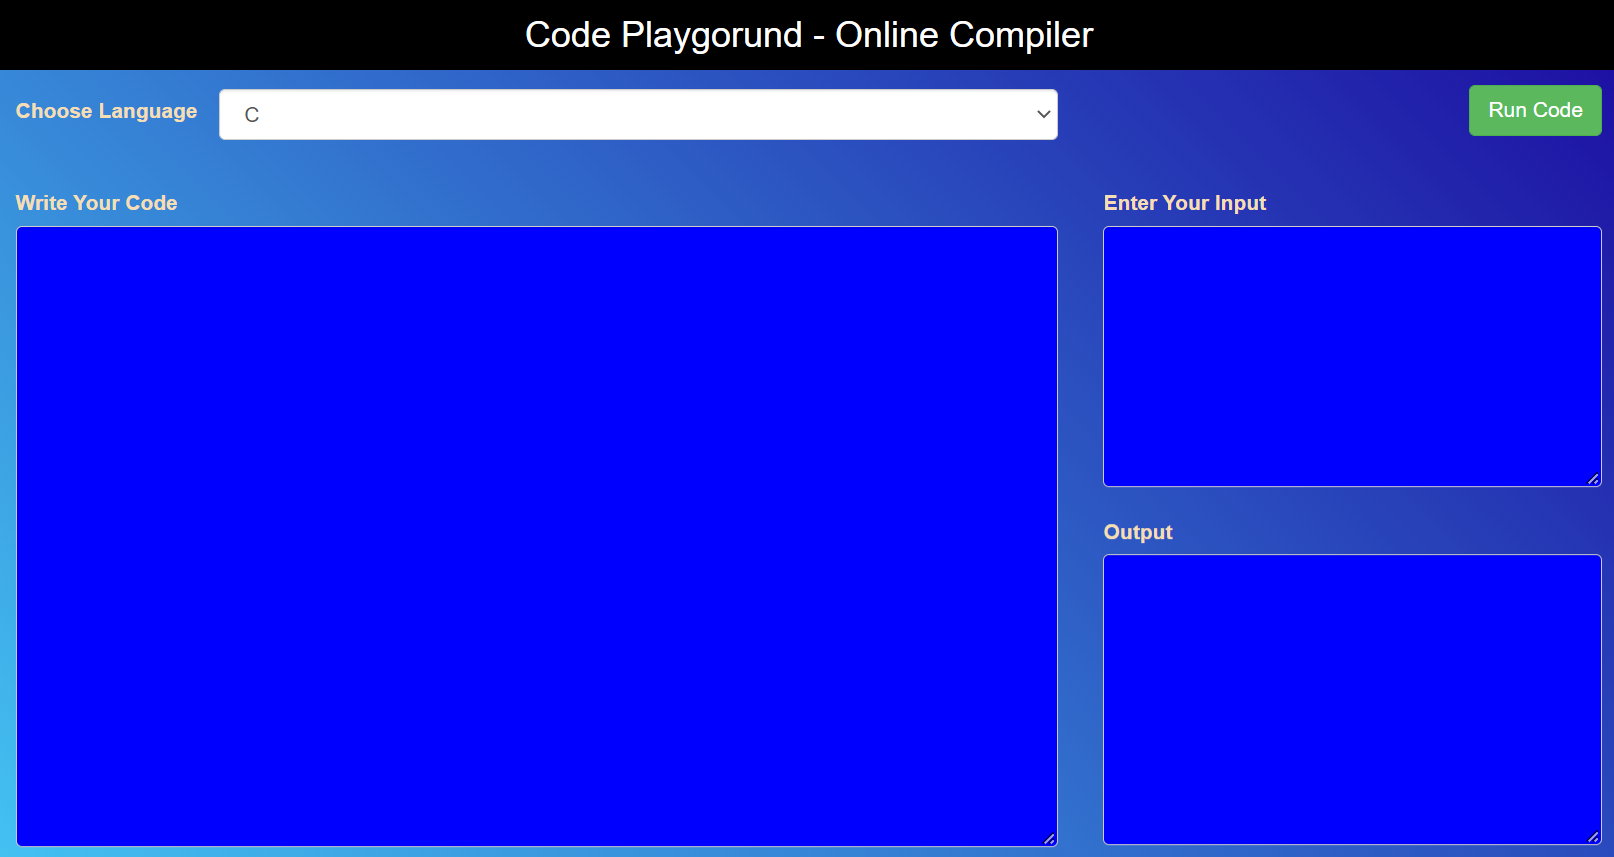 Code Playgorund - Online Compiler
Choose Language
C
Run Code
Write Your Code
Enter Your Input
Output